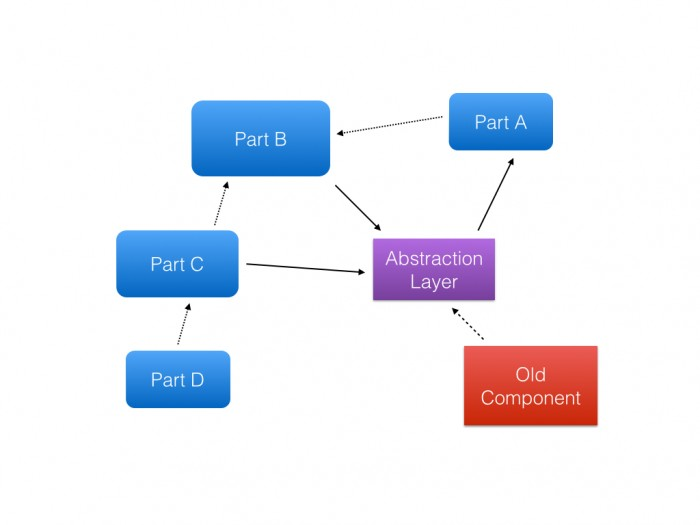 Part B
Part A
Part C
Abstraction
Layer
Part D
Old
Component